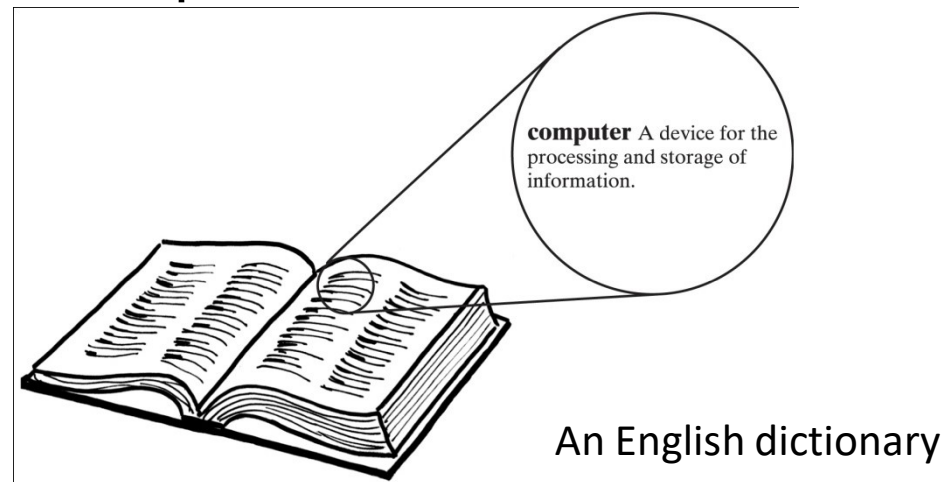 computer A device for the
processing and storage of
information.
An English dictionary